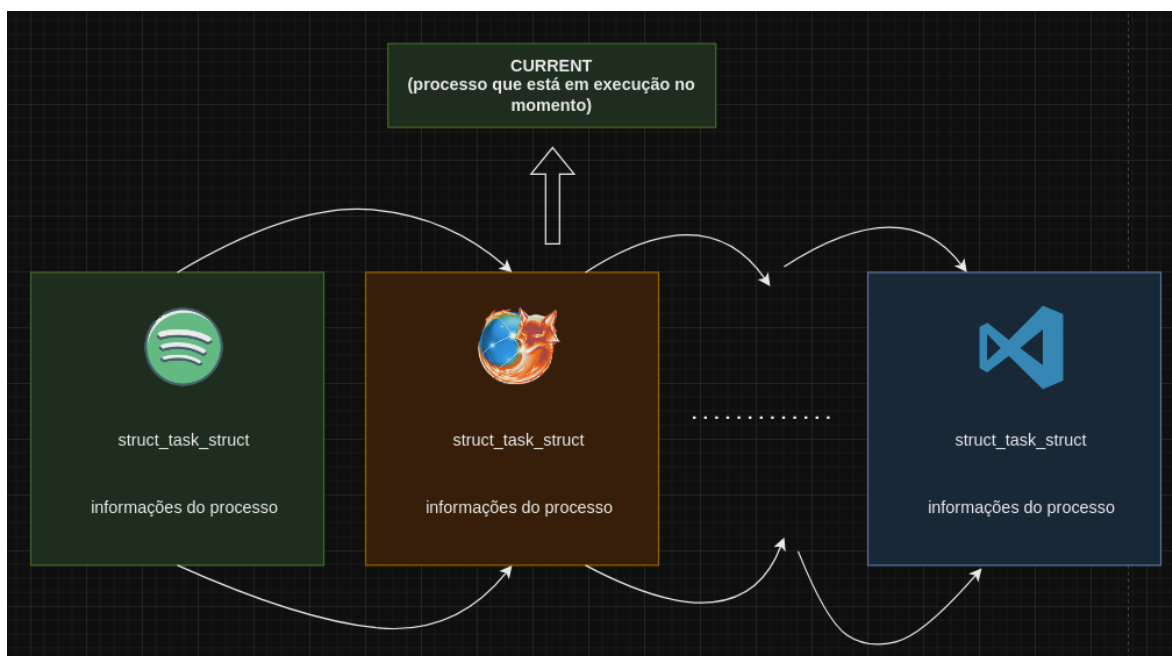 CURRENT
(processo que está em execução no
momento)
struct_task_struct
struct_task_struct
struct_task_struct
informações do processo
informações do processo
informações do processo